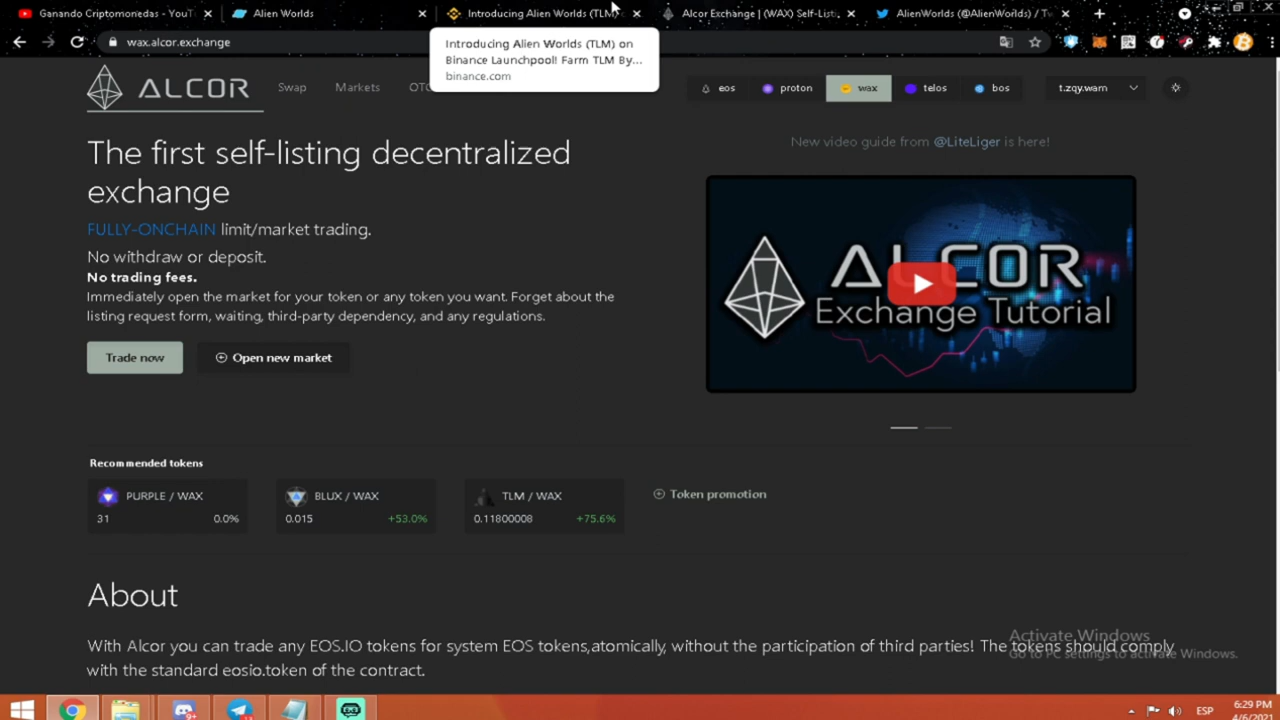 Ganando Criptomonedas - YouT
Alien Worlds
Introducing Alien Worlds (TLM)
Alcor Exchange | (WAX) Self-List
AlienWorlds (@AlienWorlds) / Tw
wax.alcor.exchange
Introducing Alien Worlds (TLM) on
Binance Launchpool! Farm TLM By...
binance.com
ALCOR
Swap
Markets
OTC
eos
proton
wax
telos
bos
t.zqy.wam
The first self-listing decentralized
exchange
FULLY-ONCHAIN limit/market trading.
No withdraw or deposit.
No trading fees.
Immediately open the market for your token or any token you want. Forget about the
listing request form, waiting, third-party dependency, and any regulations.
Trade now
Open new market
New video guide from @LiteLiger is here!
ALCOR
Exchange Tutorial
Recommended tokens
PURPLE / WAX
31
0.0%
BLUX / WAX
0.015
+53.0%
TLM / WAX
0.11800008
+75.6%
Token promotion
About
With Alcor you can trade any EOS.IO tokens for system EOS tokens,atomically, without the participation of third parties! The tokens should comply
with the standard eosio.token of the contract.
Activate Windows
Go to PC settings to activate Windows.
ESP
6:29 PM
4/6/2021